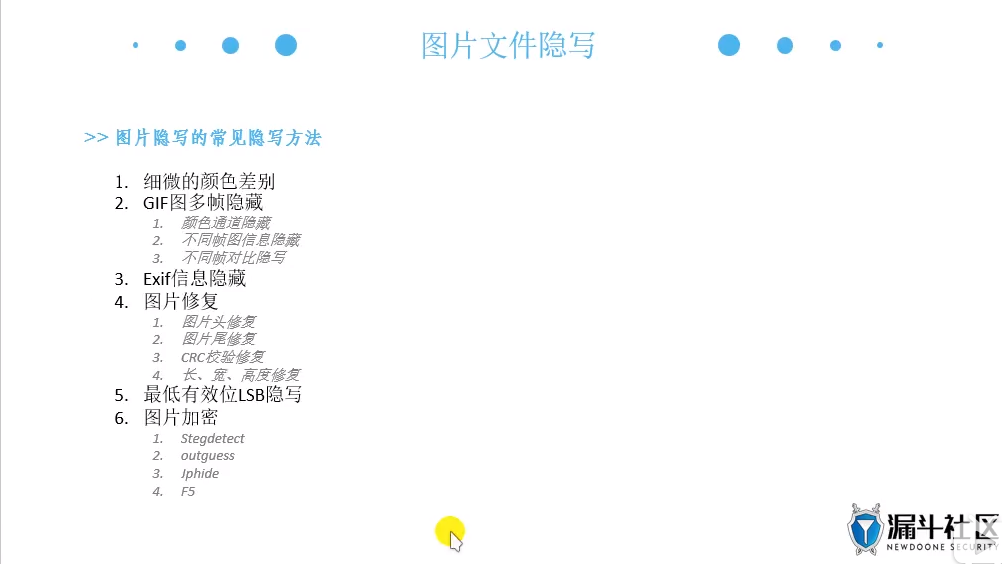 图片文件隐写
>> 图片隐写的常见隐写方法
1. 细微的颜色差别
2. GIF图多帧隐藏
1. 颜色通道隐藏
2. 不同帧图信息隐藏
3. 不同帧对比隐写
3. Exif信息隐藏
4. 图片修复
1. 图片头修复
2. 图片尾修复
3. CRC校验修复
4. 长、宽、高度修复
5. 最低有效位LSB隐写
6. 图片加密
1. Stegdetect
2. outguess
3. Jphide
4. F5
漏斗社区
NEWDOONE SECURITY